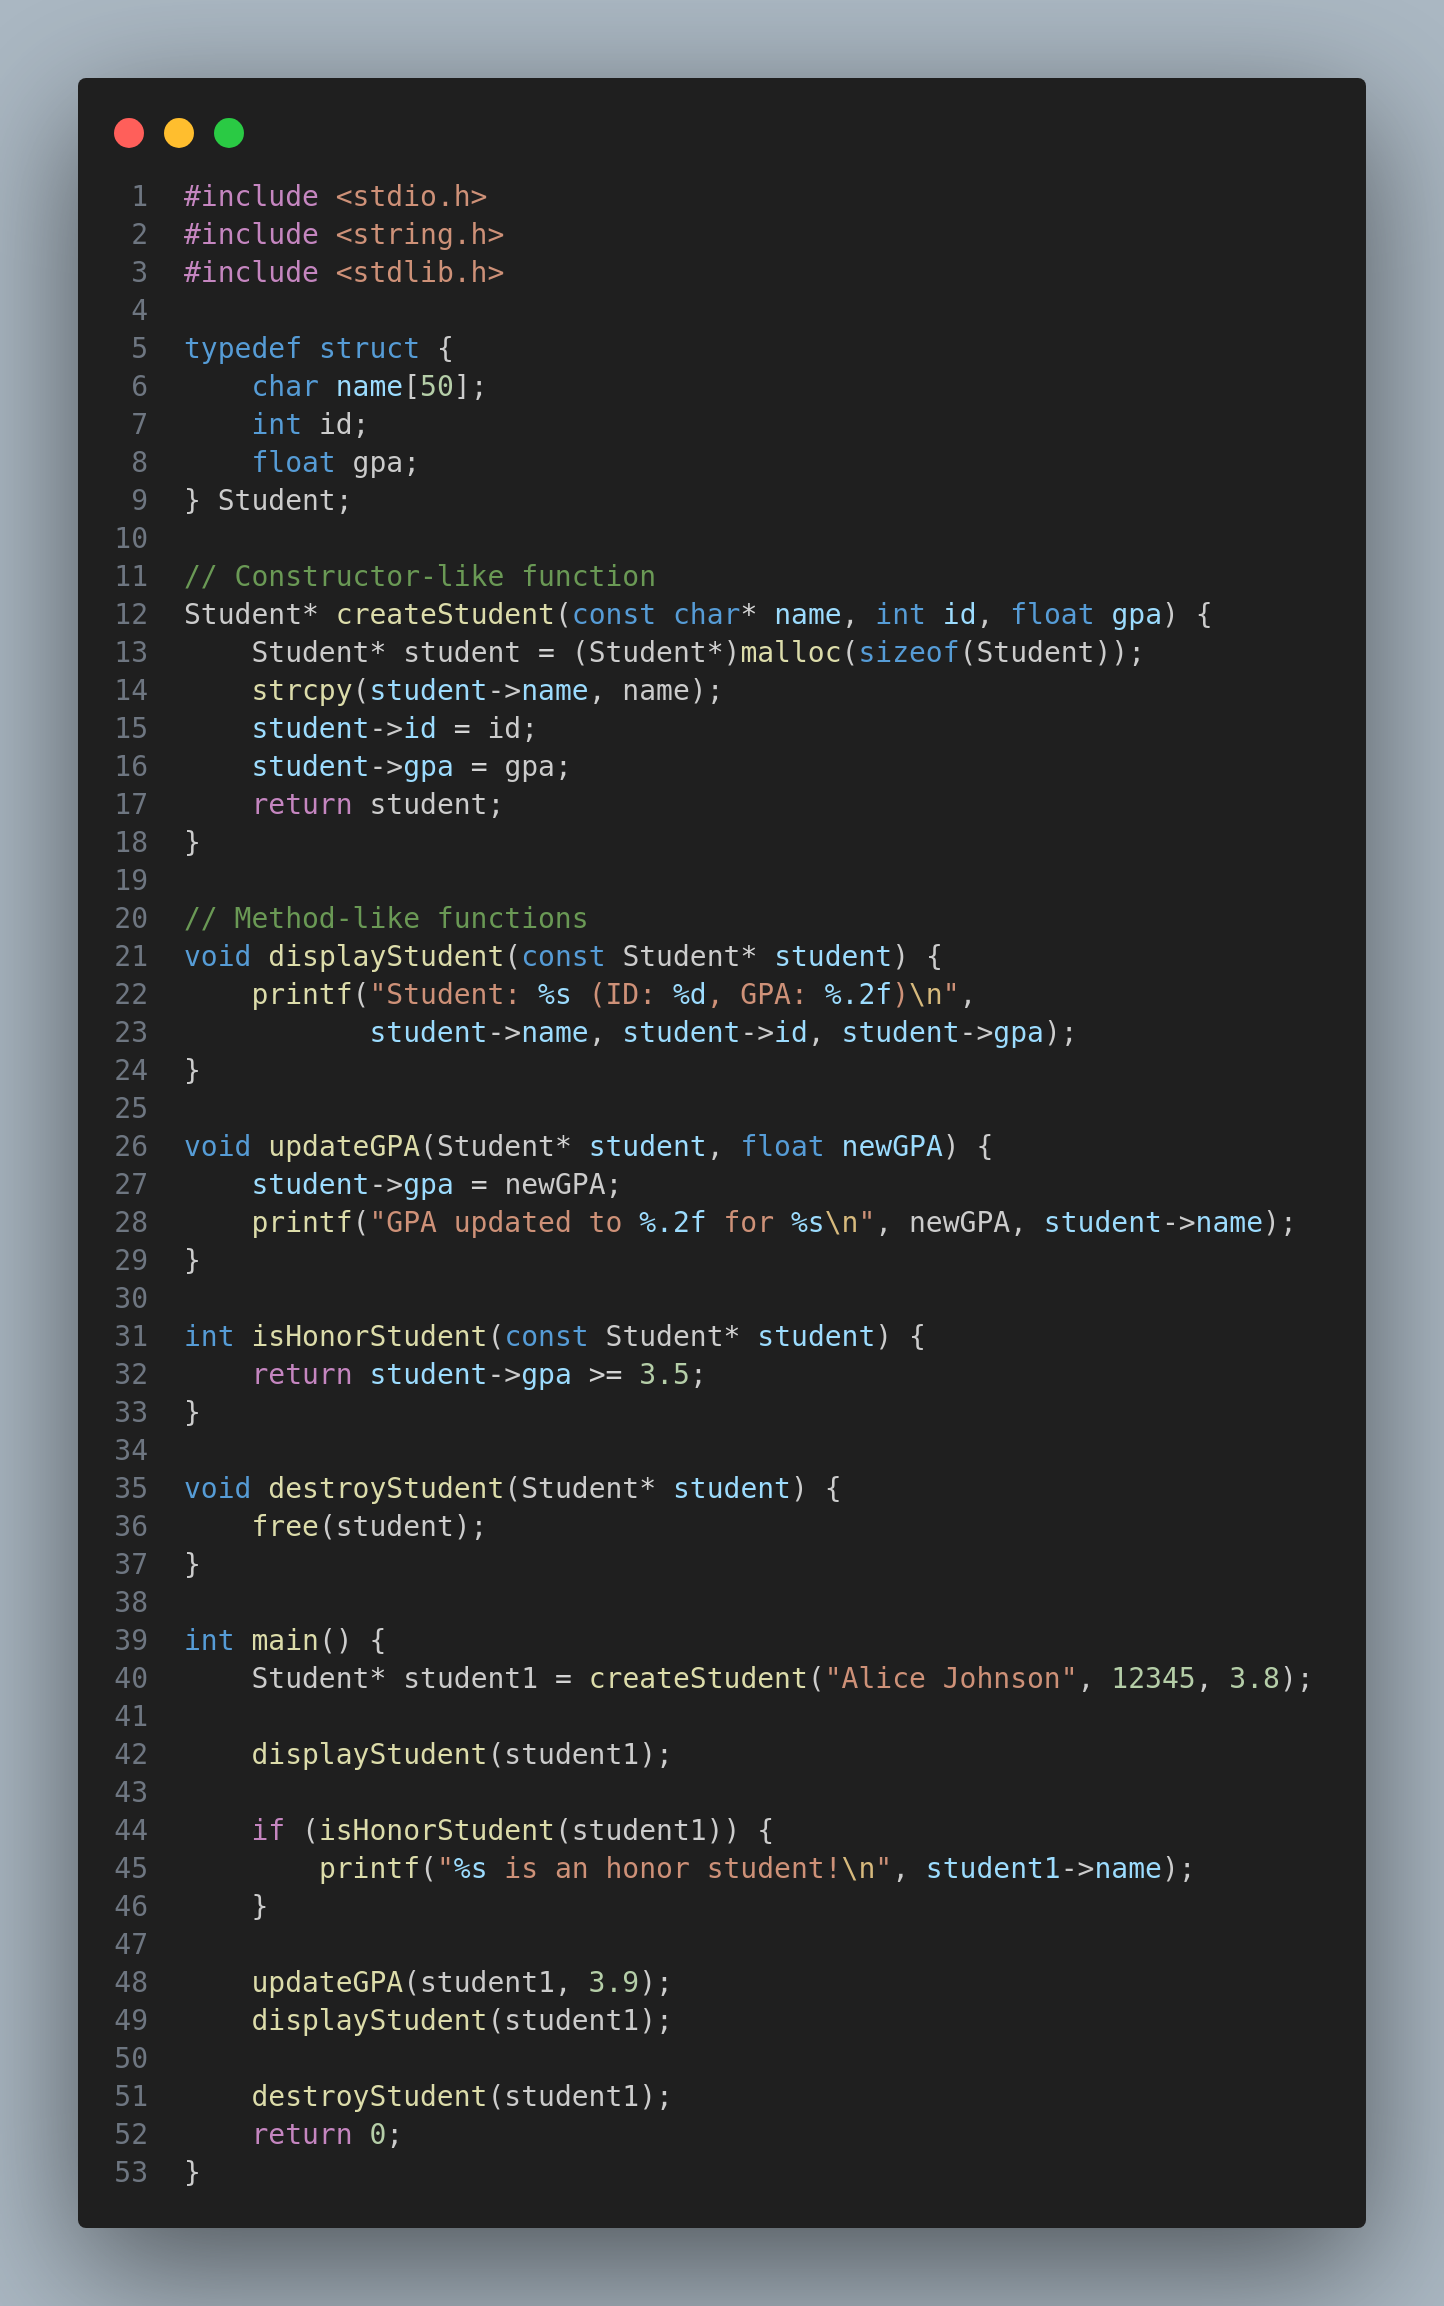 1 #include <stdio.h>
2 #include <string.h>
3 #include <stdlib.h>
4
5 typedef struct {
6     char name[50];
7     int id;
8     float gpa;
9 } Student;
10
11 // Constructor-like function
12 Student* createStudent(const char* name, int id, float gpa) {
13     Student* student = (Student*)malloc(sizeof(Student));
14     strcpy(student->name, name);
15     student->id = id;
16     student->gpa = gpa;
17     return student;
18 }
19
20 // Method-like functions
21 void displayStudent(const Student* student) {
22     printf("Student: %s (ID: %d, GPA: %.2f)\n",
23            student->name, student->id, student->gpa);
24 }
25
26 void updateGPA(Student* student, float newGPA) {
27     student->gpa = newGPA;
28     printf("GPA updated to %.2f for %s\n", newGPA, student->name);
29 }
30
31 int isHonorStudent(const Student* student) {
32     return student->gpa >= 3.5;
33 }
34
35 void destroyStudent(Student* student) {
36     free(student);
37 }
38
39 int main() {
40     Student* student1 = createStudent("Alice Johnson", 12345, 3.8);
41
42     displayStudent(student1);
43
44     if (isHonorStudent(student1)) {
45         printf("%s is an honor student!\n", student1->name);
46     }
47
48     updateGPA(student1, 3.9);
49     displayStudent(student1);
50
51     destroyStudent(student1);
52     return 0;
53 }